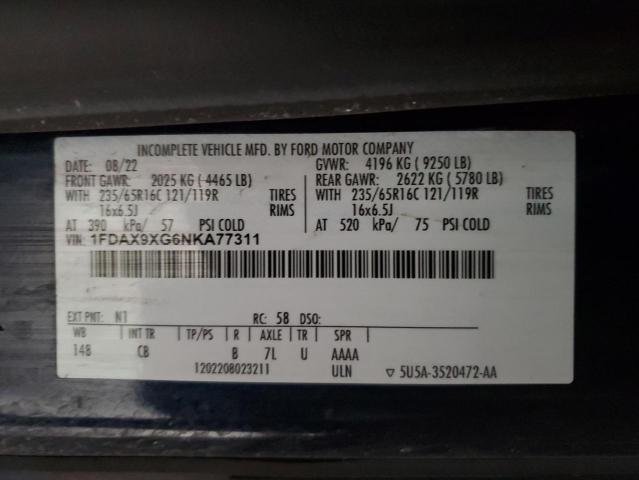 INCOMPLETE VEHICLE MFD. BY FORD MOTOR COMPANY
DATE: 08/22 GVWR: 4196 KG ( 9250 LB)
FRONT GAWR: 2025 KG ( 4465 LB) REAR GAWR: 2622 KG ( 5780 LB)
WITH 235/65R16C 121/119R TIRES WITH 235/65R16C 121/119R TIRES
16x6.5J RIMS 16x6.5J RIMS
AT 390 kPa/ 57 PSI COLD AT 520 kPa/ 75 PSI COLD
VIN: 1FDAX9XG6NKA77311
EXT PNT: N1 RC: 58 DSO:
WB INT TR TP/PS R AXLE TR SPR
148 CB B 7L U AAAA
1202208023211 ULN ▽ 5U5A-3520472-AA